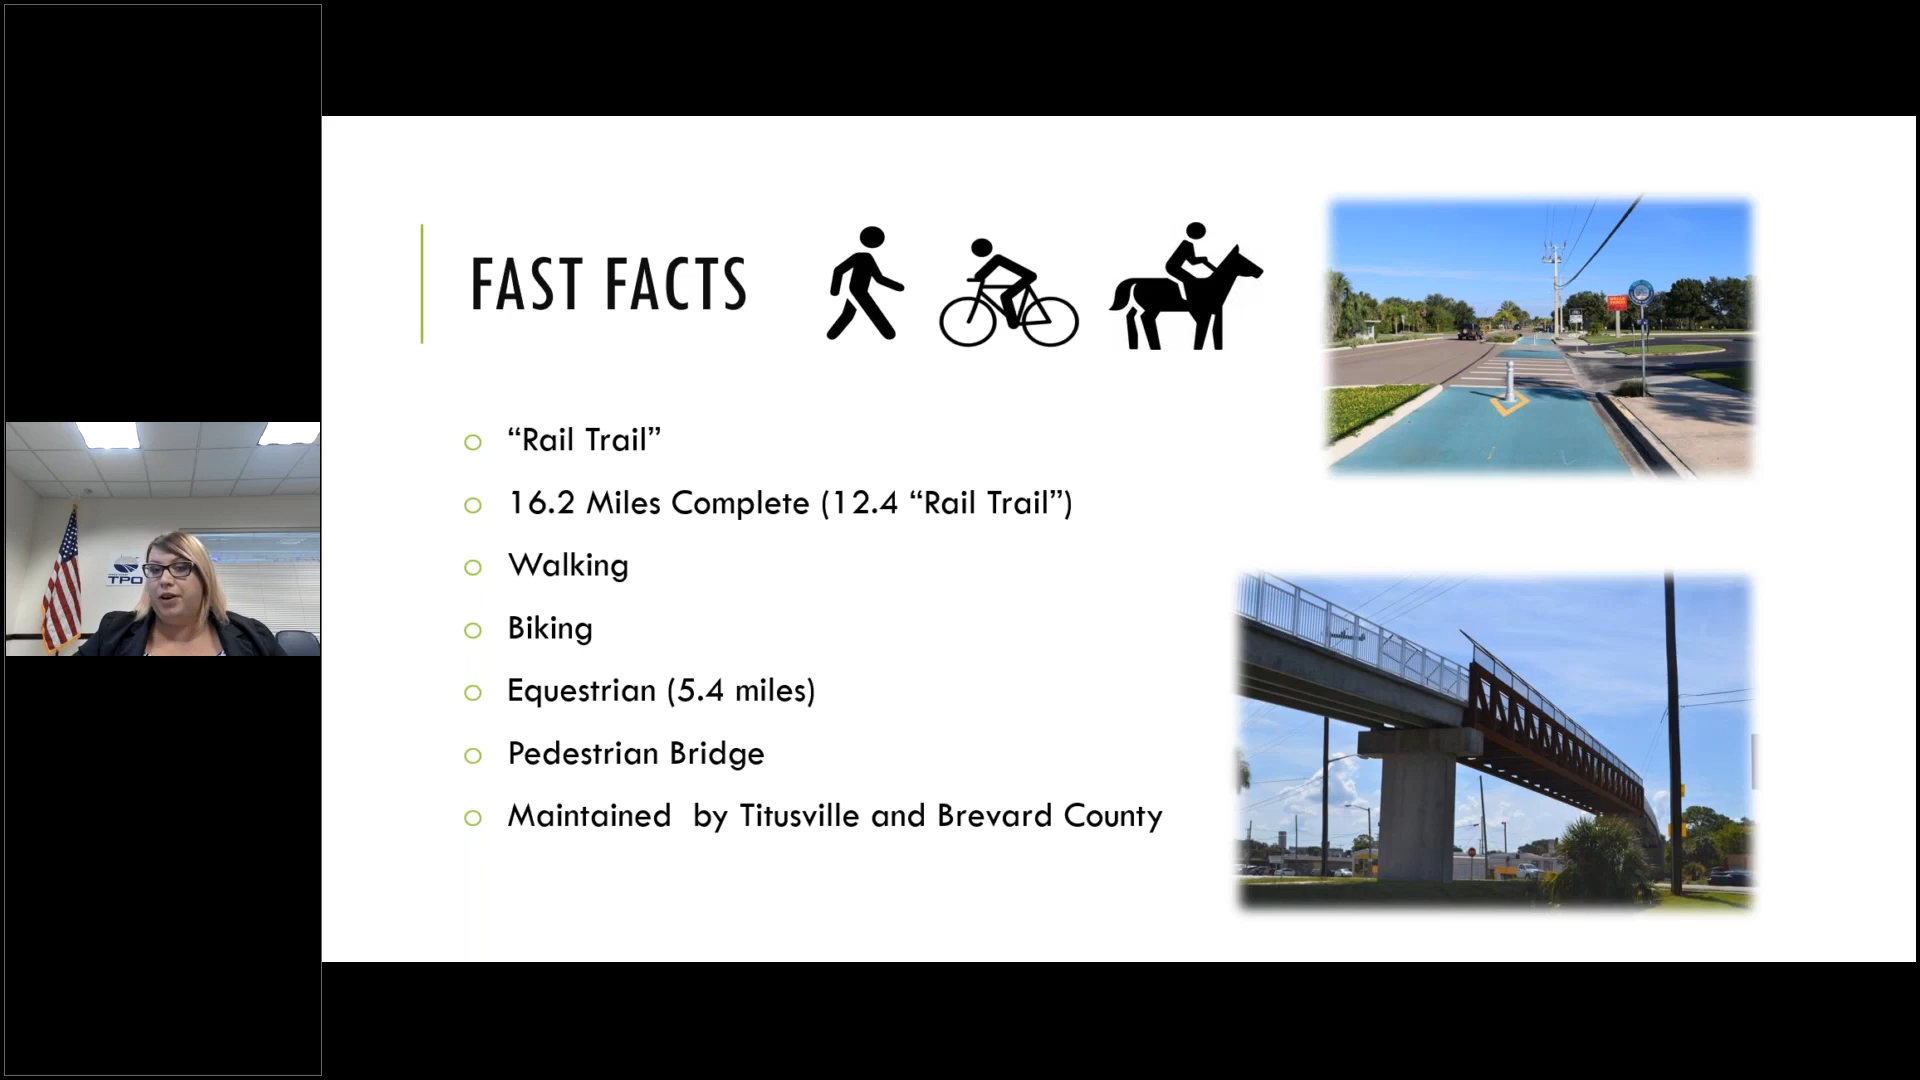 FAST FACTS
“Rail Trail”
16.2 Miles Complete (12.4 “Rail Trail”)
Walking
Biking
Equestrian (5.4 miles)
Pedestrian Bridge
Maintained  by Titusville and Brevard County
TPO